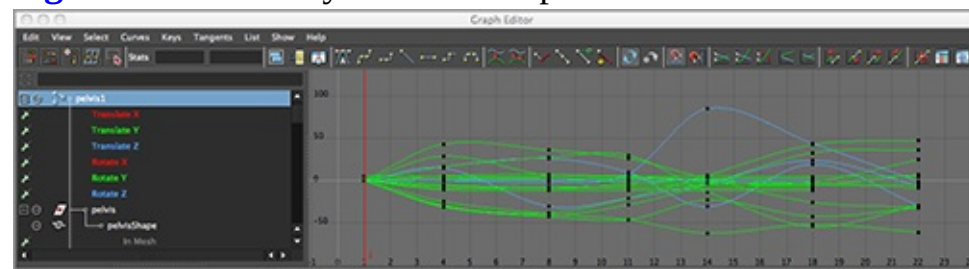 Graph Editor
Edit View Select Curves Keys Tangents List Show Help
Stats
pelvis1
Translate X
Translate Y
Translate Z
Rotate X
Rotate Y
Rotate Z
pelvis
pelvisShape
In Mesh
100
50
0
-50
1 2 3 4 5 6 7 8 9 10 11 12 13 14 15 16 17 18 19 20 21 22 23